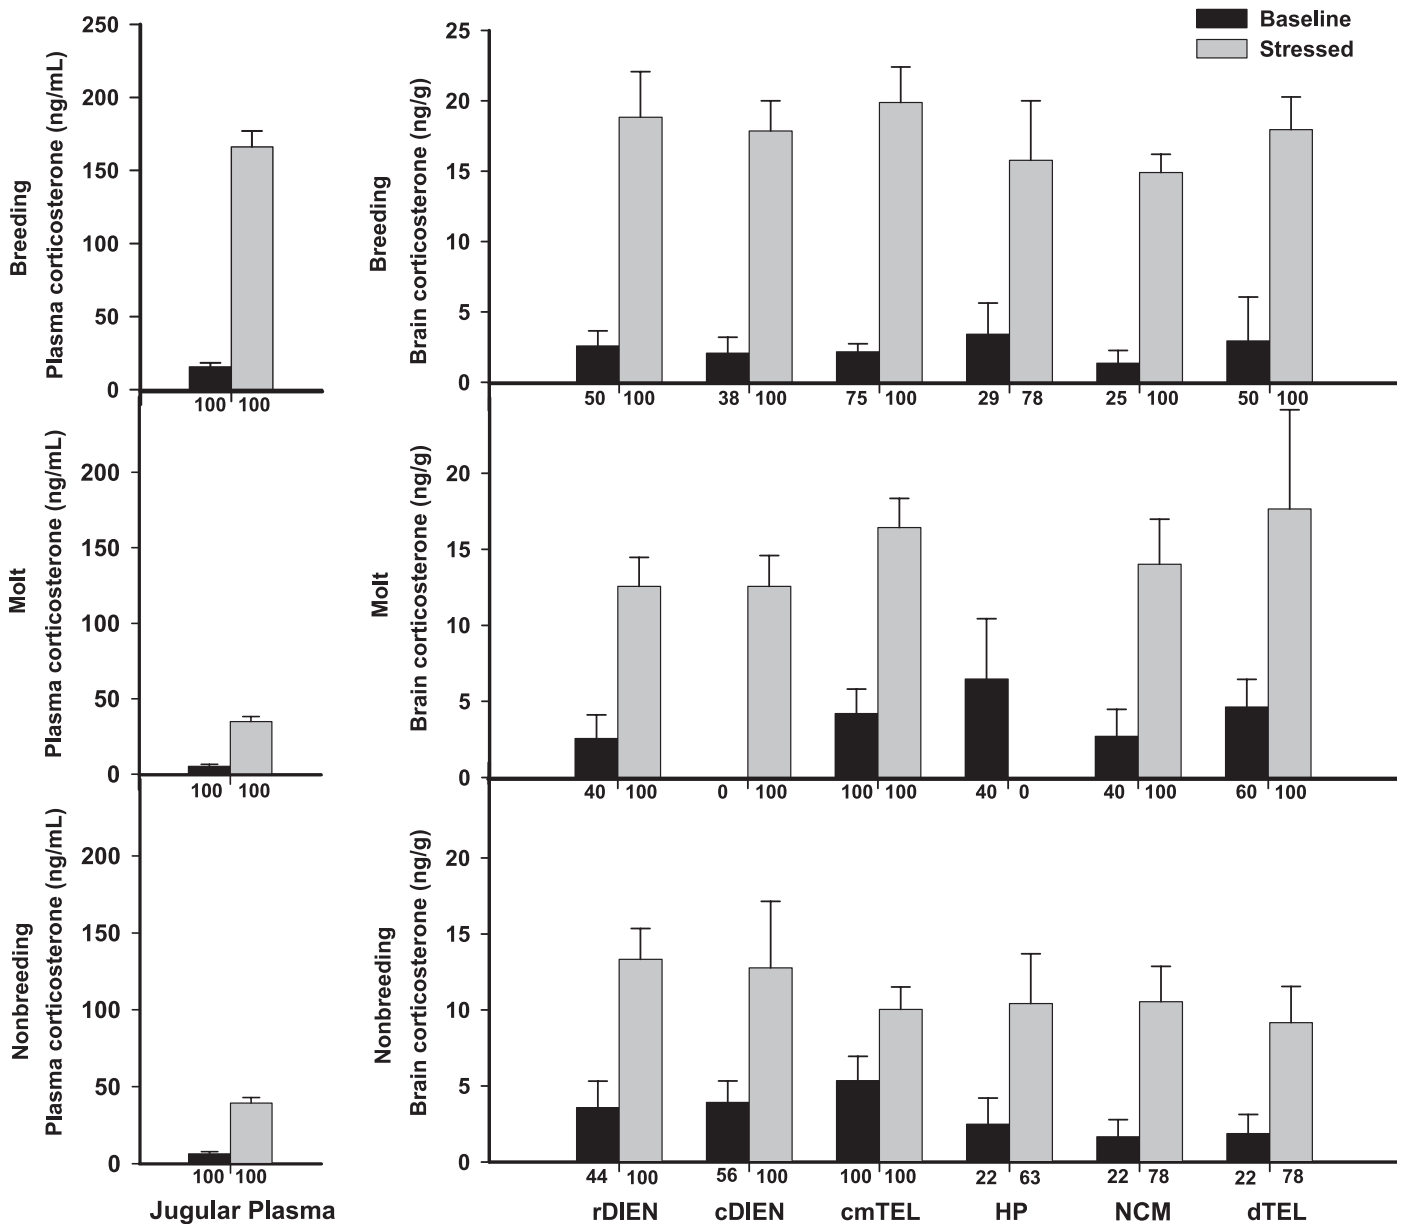 Baseline
Stressed
Breeding
Plasma corticosterone (ng/mL)
250
200
150
100
50
0
100 100
Breeding
Brain corticosterone (ng/g)
25
20
15
10
5
0
50 100 38 100 75 100 29 78 25 100 50 100
Molt
Plasma corticosterone (ng/mL)
200
150
100
50
0
100 100
Molt
Brain corticosterone (ng/g)
20
15
10
5
0
40 100 0 100 100 100 40 0 40 100 60 100
Nonbreeding
Plasma corticosterone (ng/mL)
200
150
100
50
0
100 100
Jugular Plasma
Nonbreeding
Brain corticosterone (ng/g)
20
15
10
5
0
44 100 56 100 100 100 22 63 22 78 22 78
rDIEN cDIEN cmTEL HP NCM dTEL